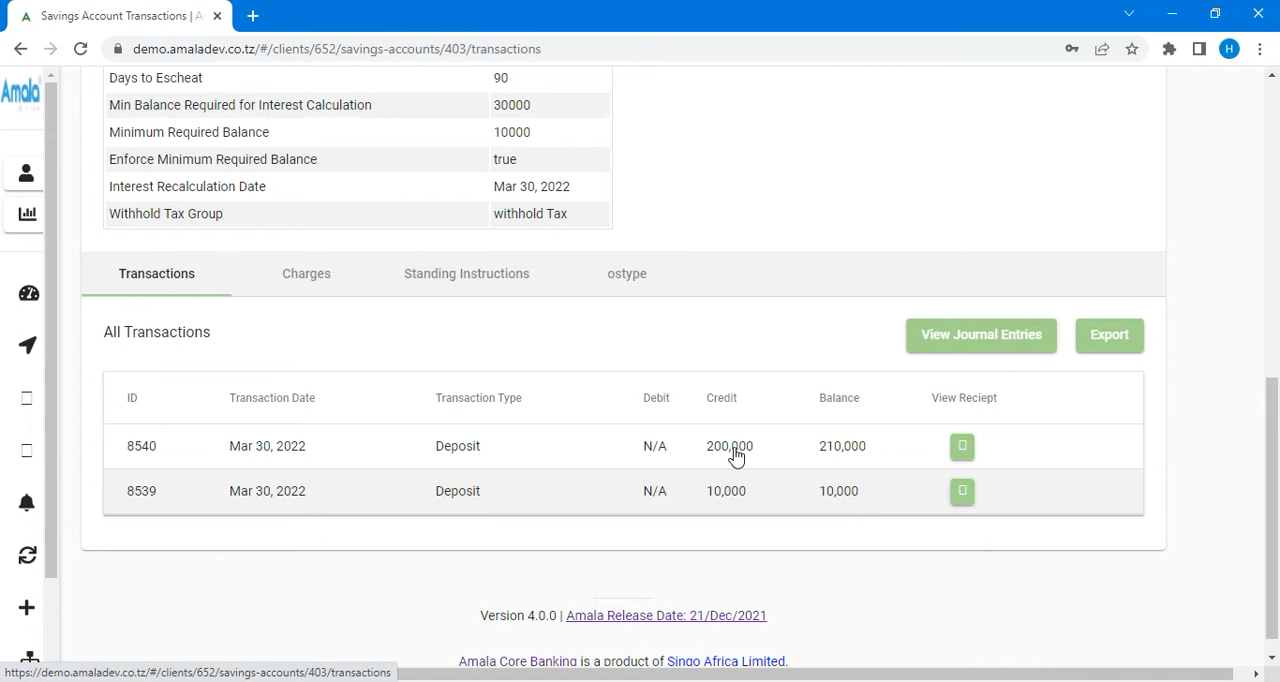 Savings Account Transactions | A
demo.amaladev.co.tz/#/clients/652/savings-accounts/403/transactions
H
Amala
Days to Escheat 90
Min Balance Required for Interest Calculation 30000
Minimum Required Balance 10000
Enforce Minimum Required Balance true
Interest Recalculation Date Mar 30, 2022
Withhold Tax Group withhold Tax
Transactions Charges Standing Instructions ostype
All Transactions View Journal Entries Export
ID Transaction Date Transaction Type Debit Credit Balance View Reciept
8540 Mar 30, 2022 Deposit N/A 200,000 210,000
8539 Mar 30, 2022 Deposit N/A 10,000 10,000
Version 4.0.0 | Amala Release Date: 21/Dec/2021
Amala Core Banking is a product of Singo Africa Limited.
https://demo.amaladev.co.tz/#/clients/652/savings-accounts/403/transactions